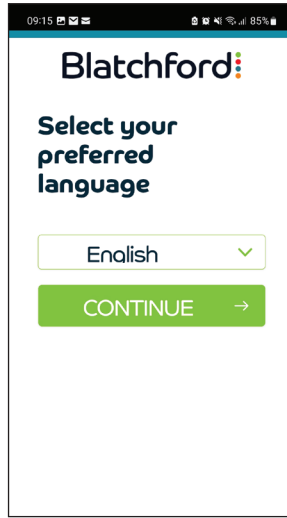 09:15 85%
Blatchford
Select your
preferred
language
English
CONTINUE →